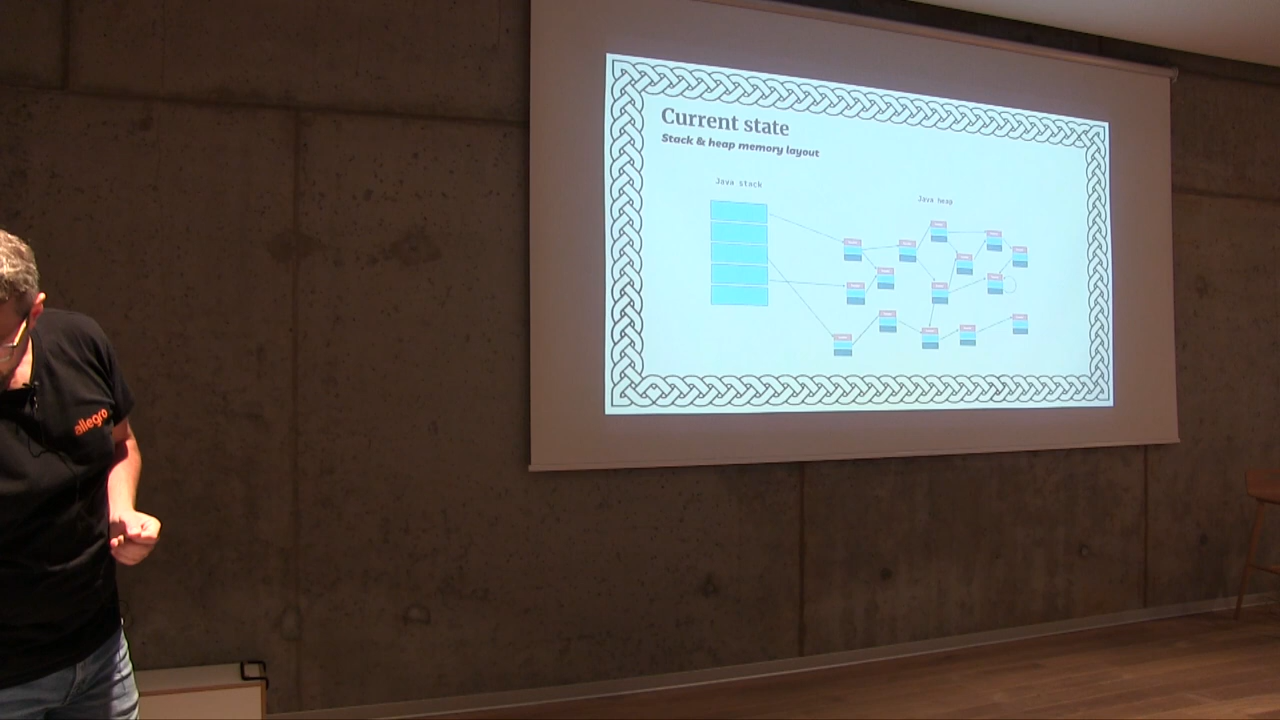 Current state
Stack & heap memory layout
Java stack
Java heap
allegro